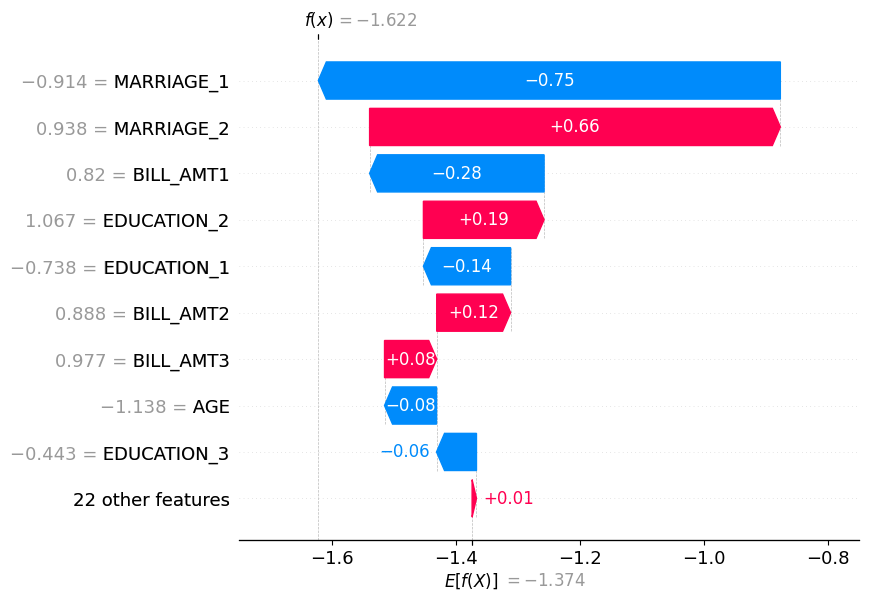 f(x) = −1.622
−0.914 = MARRIAGE_1 −0.75
0.938 = MARRIAGE_2 +0.66
0.82 = BILL_AMT1 −0.28
1.067 = EDUCATION_2 +0.19
−0.738 = EDUCATION_1 −0.14
0.888 = BILL_AMT2 +0.12
0.977 = BILL_AMT3 +0.08
−1.138 = AGE −0.08
−0.443 = EDUCATION_3 −0.06
22 other features +0.01
−1.6 −1.4 −1.2 −1.0 −0.8
E[f(X)] = −1.374